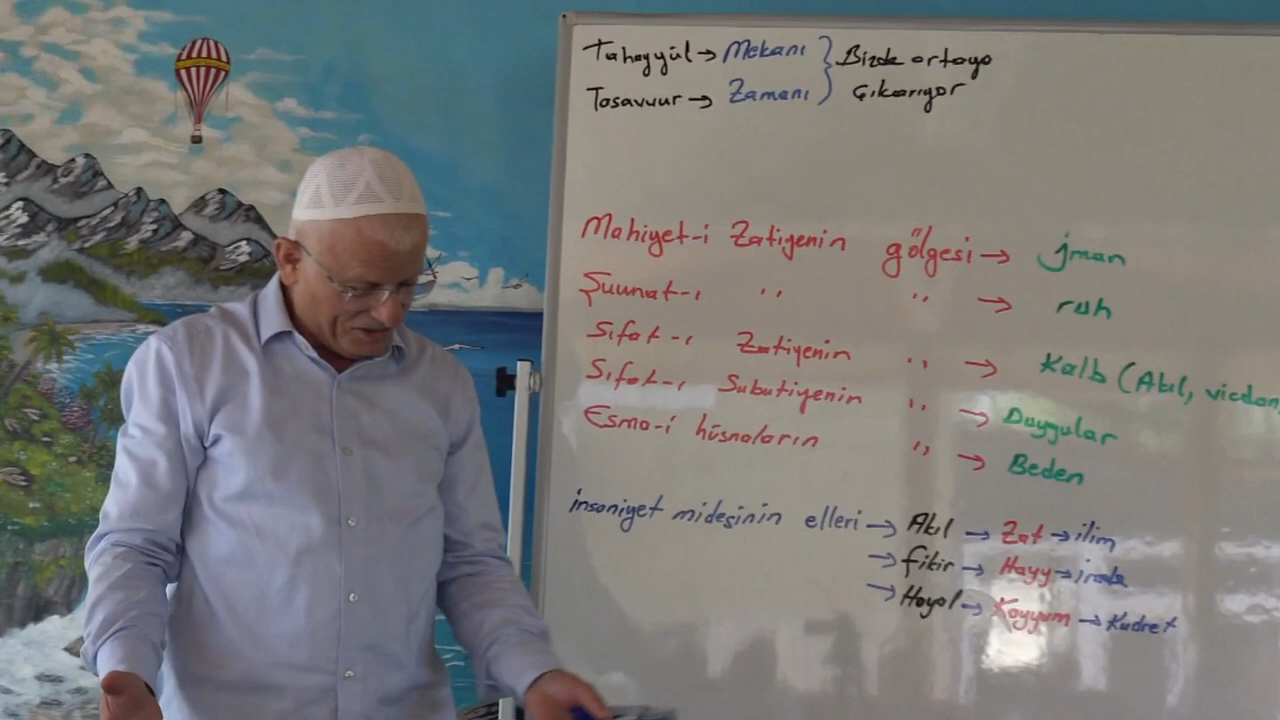 Tahayyül → Mekanı } Bizde ortaya
Tasavvur → Zamanı } Çıkarıyor
Mahiyet-i Zatiyenin gölgesi → iman
Şuunat-ı ,, ,, → ruh
Sıfat-ı Zatiyenin ,, → Kalb (Akıl, vicdan,
Sıfat-ı Subutiyenin ,, → Duygular
Esma-i hüsnaların ,, → Beden
insaniyet midesinin elleri → Akıl → Zat → ilim
→ fikir → Hayy → irade
→ Hayal → Kayyum → Kudret